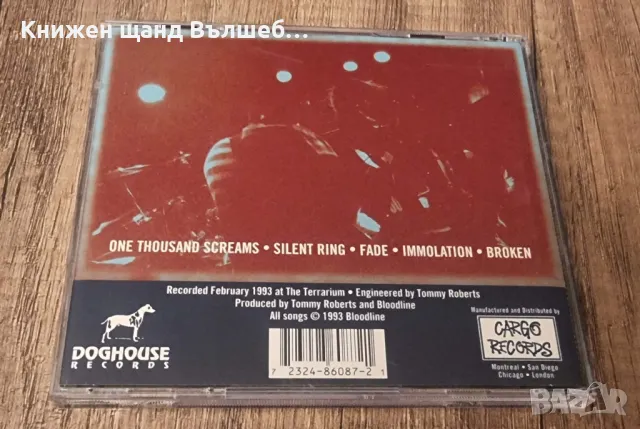 Книжен щанд Вълшеб...
ONE THOUSAND SCREAMS • SILENT RING • FADE • IMMOLATION • BROKEN
Recorded February 1993 at The Terrarium • Engineered by Tommy Roberts
Produced by Tommy Roberts and Bloodline
All songs © 1993 Bloodline
DOGHOUSE
RECORDS
8
7 2324-86087-2 1
Manufactured and Distributed by
CARGO
RECORDS
Montreal • San Diego
Chicago • London
BAZAR